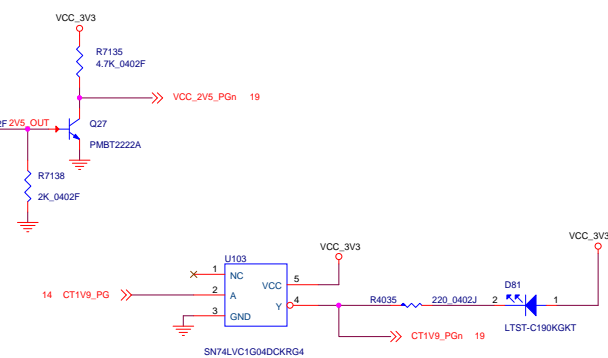 VCC_3V3
R7135
4.7K_0402F
VCC_2V5_PGn 19
2F 2V5_OUT
Q27
PMBT2222A
R7138
2K_0402F
VCC_3V3
VCC_3V3
U103
1 NC
VCC 5
14 CT1V9_PG
2 A
Y 4
3 GND
R4035 220_0402J
D81
2 1
LTST-C190KGKT
CT1V9_PGn 19
SN74LVC1G04DCKRG4